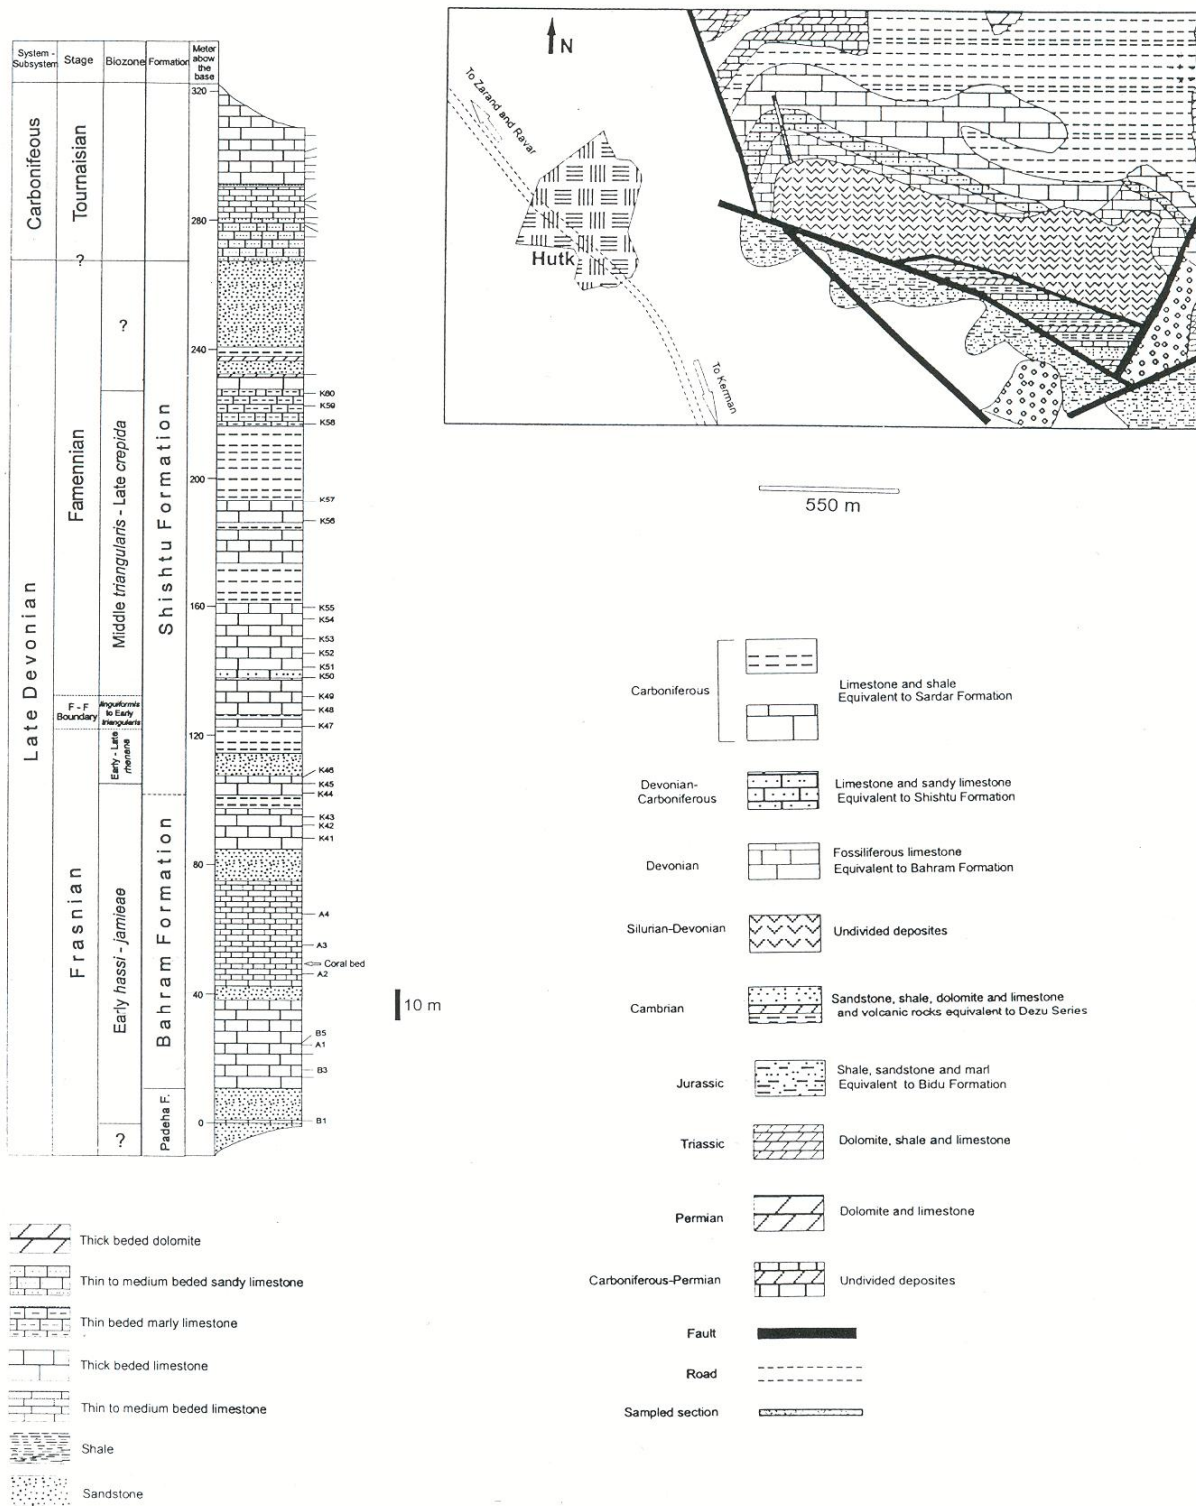 System -
Subsystem
Stage
Biozone
Formation
Meter
above
the
base
Carbonifeous
Tournaisian
?
Late Devonian
Famennian
F - F
Boundary
Frasnian
?
Middle triangularis - Late crepida
linguiformis
to Early
triangularis
Early - Late
rhenana
Early hassi - jamieae
?
Shishtu Formation
Bahram Formation
Padeha F.
320
280
240
200
160
120
80
40
0
K60
K59
K58
K57
K56
K55
K54
K53
K52
K51
K50
K49
K48
K47
K46
K45
K44
K43
K42
K41
A4
A3
Coral bed
A2
B5
A1
B3
B1
10 m
N
To Zarand and Ravar
Hutk
To Kerman
550 m
Carboniferous
Limestone and shale
Equivalent to Sardar Formation
Devonian-
Carboniferous
Limestone and sandy limestone
Equivalent to Shishtu Formation
Devonian
Fossiliferous limestone
Equivalent to Bahram Formation
Silurian-Devonian
Undivided deposites
Cambrian
Sandstone, shale, dolomite and limestone
and volcanic rocks equivalent to Dezu Series
Jurassic
Shale, sandstone and marl
Equivalent to Bidu Formation
Triassic
Dolomite, shale and limestone
Permian
Dolomite and limestone
Carboniferous-Permian
Undivided deposites
Fault
Road
Sampled section
Thick beded dolomite
Thin to medium beded sandy limestone
Thin beded marly limestone
Thick beded limestone
Thin to medium beded limestone
Shale
Sandstone